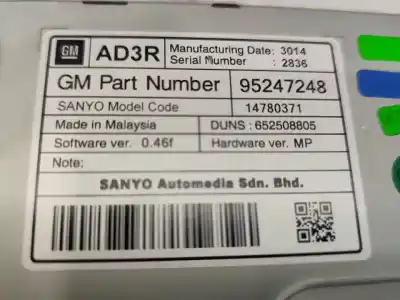 GM
AD3R
Manufacturing Date: 3014
Serial Number : 2836
GM Part Number 95247248
SANYO Model Code 14780371
Made in Malaysia DUNS : 652508805
Software ver. 0.46f Hardware ver. MP
Note:
SANYO Automedia Sdn. Bhd.